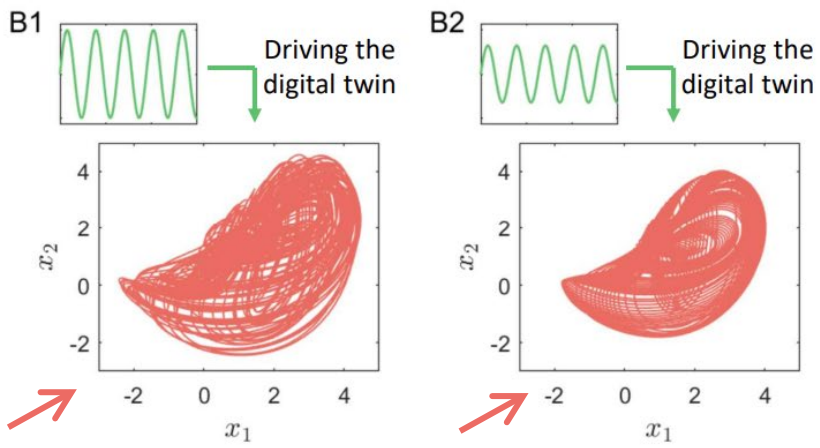 B1
Driving the
digital twin
4
2
0
-2
x₂
-2 0 2 4
x₁
B2
Driving the
digital twin
4
2
0
-2
x₂
-2 0 2 4
x₁